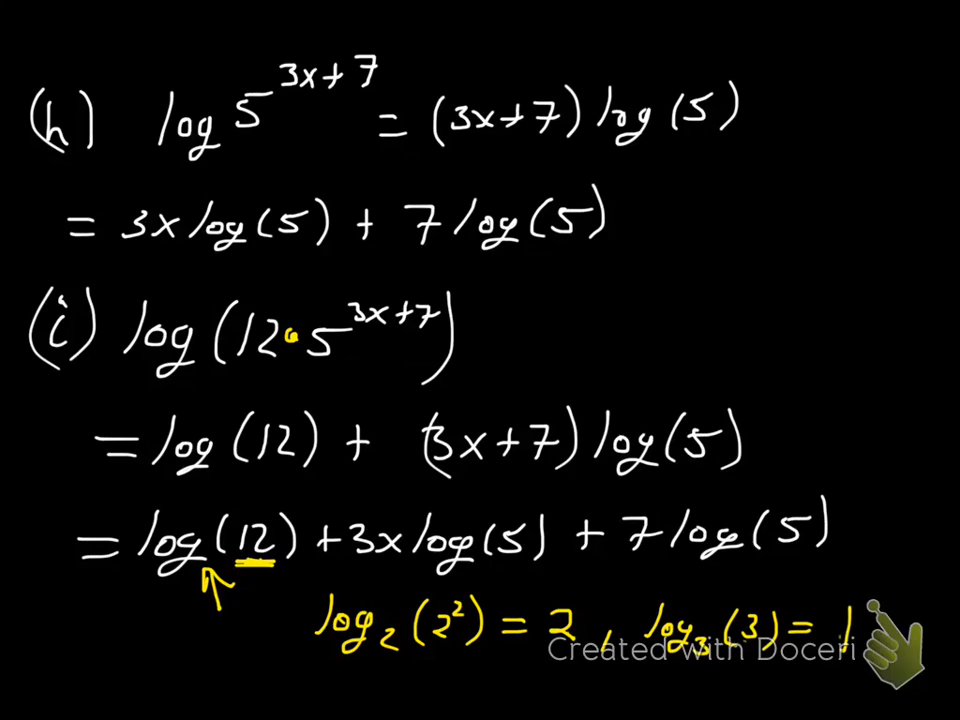 (h) log 5^(3x+7) = (3x+7) log (5)
= 3x log (5) + 7 log (5)
(i) log (12 • 5^(3x+7))
= log (12) + (3x+7) log (5)
= log (12) + 3x log (5) + 7 log (5)
log₂ (2²) = 2 , log₃ (3) = 1
Created with Doceri